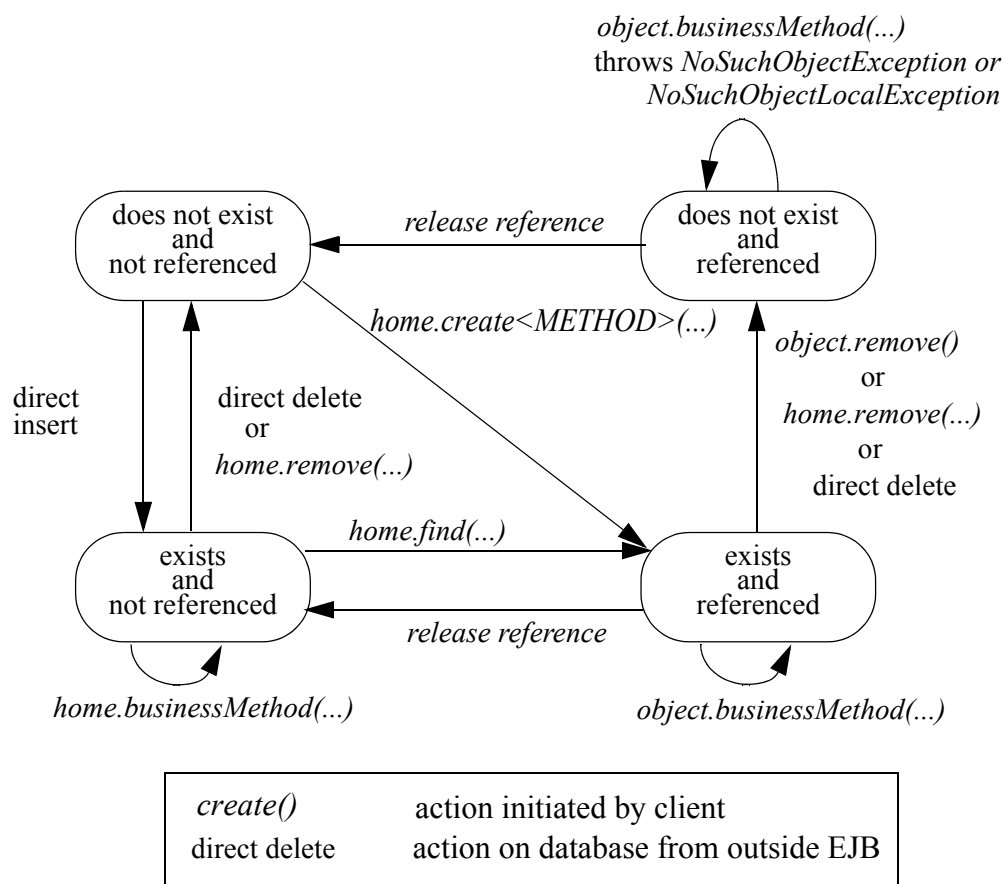 object.businessMethod(...)
throws NoSuchObjectException or
NoSuchObjectLocalException
does not exist
and
not referenced
release reference
does not exist
and
referenced
home.create<METHOD>(...)
object.remove()
or
home.remove(...)
or
direct delete
direct
insert
direct delete
or
home.remove(...)
exists
and
not referenced
home.find(...)
release reference
exists
and
referenced
home.businessMethod(...)
object.businessMethod(...)
create() action initiated by client
direct delete action on database from outside EJB